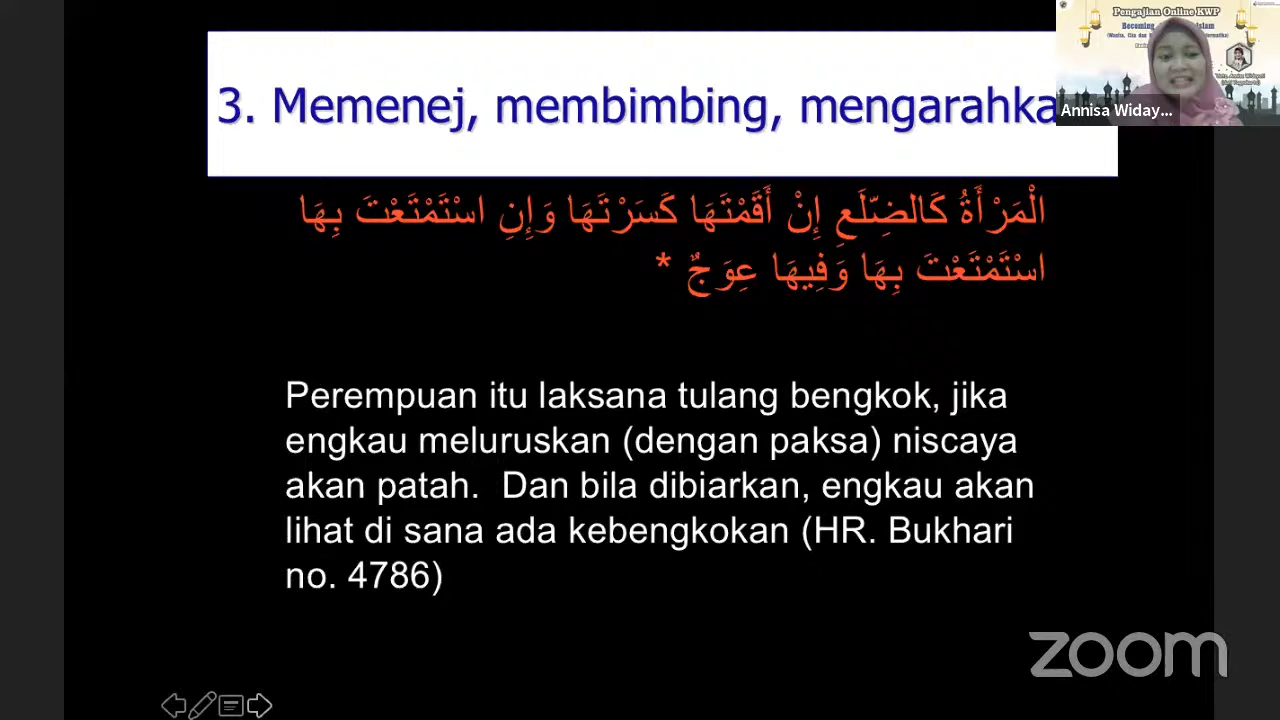 3. Memenej, membimbing, mengarahka
الْمَرْأَةُ كَالضِّلَعِ إِنْ أَقَمْتَهَا كَسَرْتَهَا وَإِنِ اسْتَمْتَعْتَ بِهَا
اسْتَمْتَعْتَ بِهَا وَفِيهَا عِوَجٌ *
Perempuan itu laksana tulang bengkok, jika
engkau meluruskan (dengan paksa) niscaya
akan patah. Dan bila dibiarkan, engkau akan
lihat di sana ada kebengkokan (HR. Bukhari
no. 4786)
Pengajian Online KWP
Becoming
Islam
Annisa Widay...
zoom